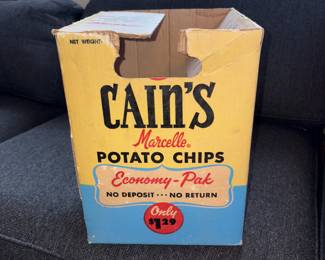 NET WEIGHT
CAIN'S
Marcelle®
POTATO CHIPS
Economy-Pak
NO DEPOSIT··· NO RETURN
Only
$1.29